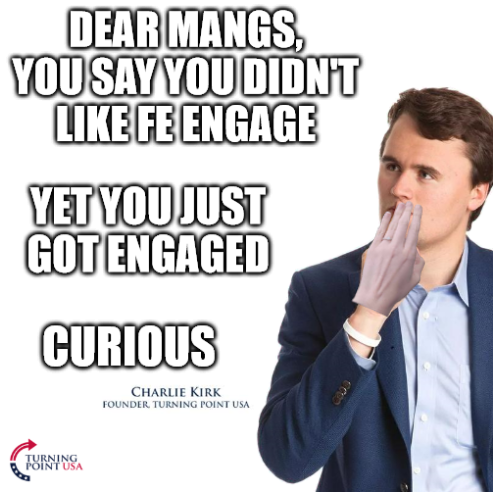 DEAR MANGS,
YOU SAY YOU DIDN'T
LIKE FE ENGAGE
YET YOU JUST
GOT ENGAGED
CURIOUS
CHARLIE KIRK
FOUNDER, TURNING POINT USA
TURNING
POINT USA